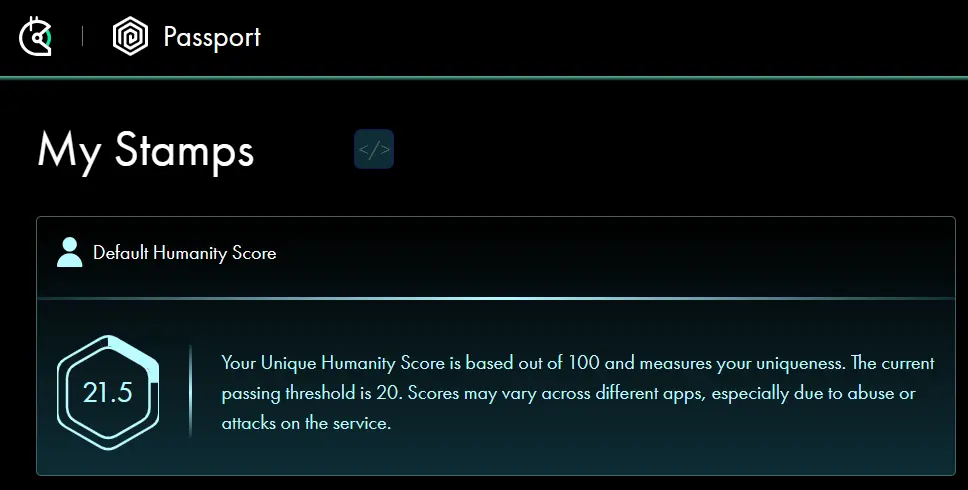 Passport
My Stamps
</>
Default Humanity Score
21.5
Your Unique Humanity Score is based out of 100 and measures your uniqueness. The current
passing threshold is 20. Scores may vary across different apps, especially due to abuse or
attacks on the service.